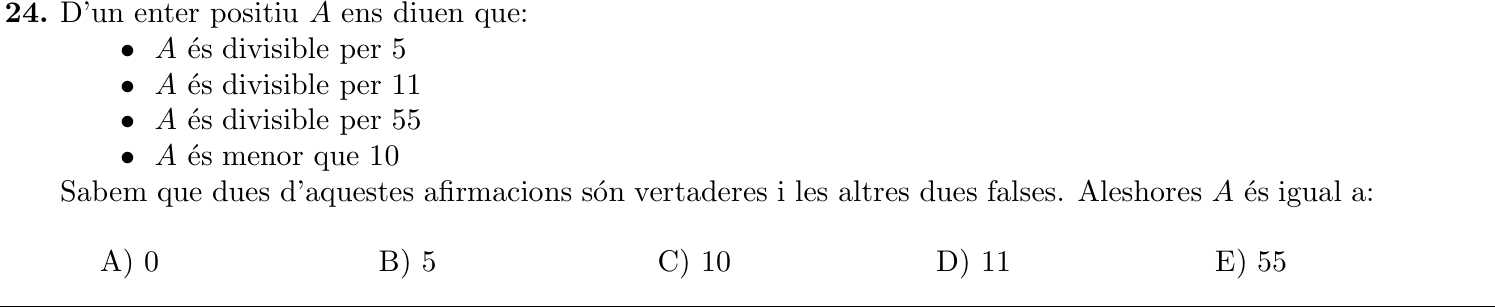 24. D'un enter positiu A ens diuen que:
• A és divisible per 5
• A és divisible per 11
• A és divisible per 55
• A és menor que 10
Sabem que dues d'aquestes afirmacions són vertaderes i les altres dues falses. Aleshores A és igual a:
A) 0 B) 5 C) 10 D) 11 E) 55